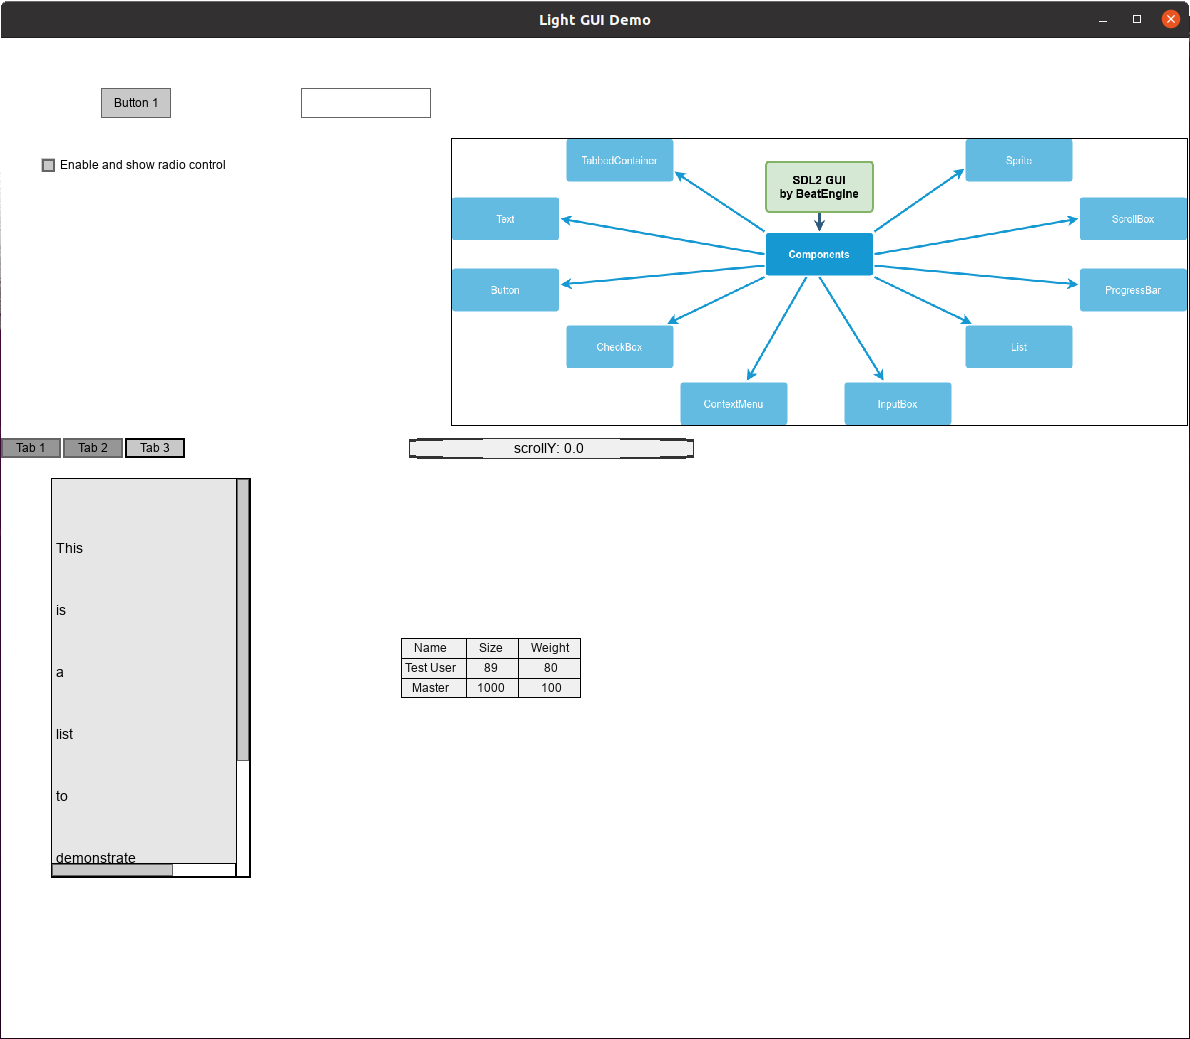 Light GUI Demo
Button 1
Enable and show radio control
TabbedContainer
SDL2 GUI
by BeatEngine
Sprite
Text
ScrollBox
Components
Button
ProgressBar
CheckBox
List
ContextMenu
InputBox
Tab 1 Tab 2 Tab 3
scrollY: 0.0
This
is
a
list
to
demonstrate
Name Size Weight
Test User 89 80
Master 1000 100